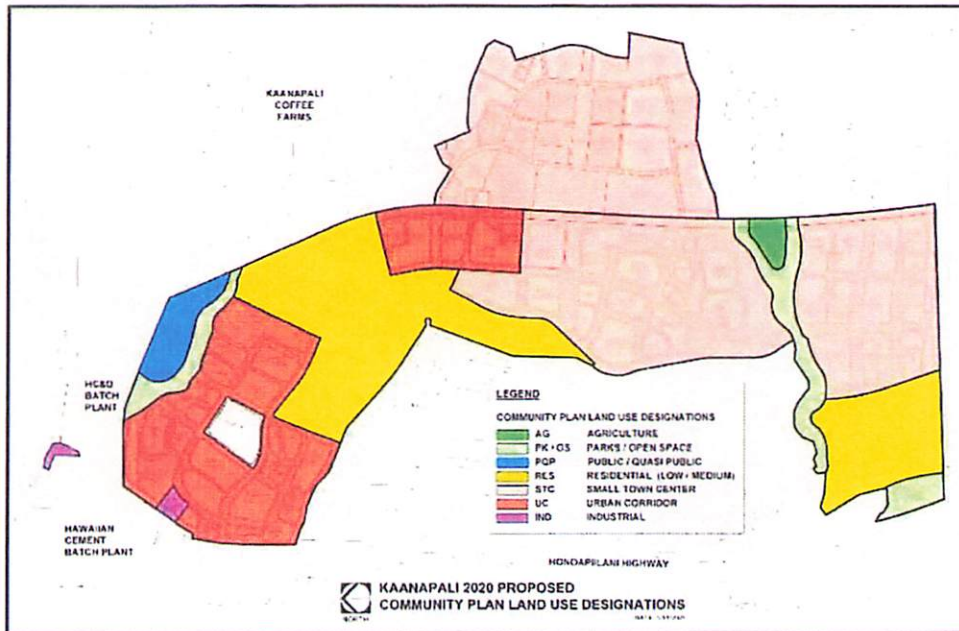 KAANAPALI
COFFEE
FARMS
HC&D
BATCH
PLANT
HAWAIIAN
CEMENT
BATCH PLANT
LEGEND
COMMUNITY PLAN LAND USE DESIGNATIONS
AG AGRICULTURE
PK • OS PARKS / OPEN SPACE
PQP PUBLIC / QUASI PUBLIC
RES RESIDENTIAL (LOW • MEDIUM)
STC SMALL TOWN CENTER
UC URBAN CORRIDOR
IND INDUSTRIAL
HONOAPIILANI HIGHWAY
KAANAPALI 2020 PROPOSED
COMMUNITY PLAN LAND USE DESIGNATIONS
NORTH